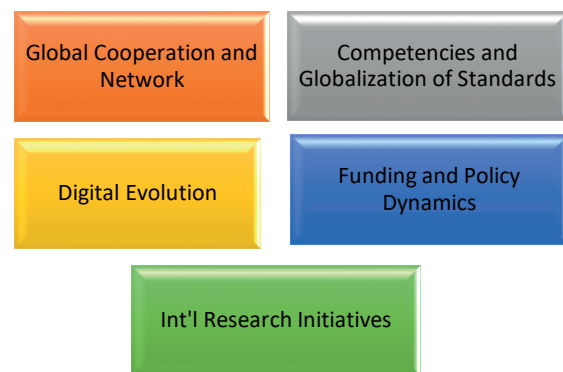 Global Cooperation and
Network
Competencies and
Globalization of Standards
Digital Evolution
Funding and Policy
Dynamics
Int'l Research Initiatives